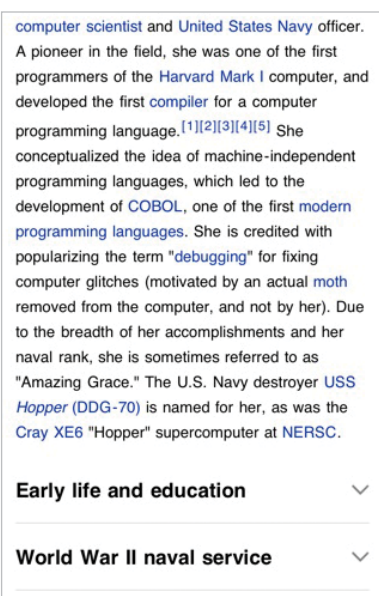 computer scientist and United States Navy officer.
A pioneer in the field, she was one of the first
programmers of the Harvard Mark I computer, and
developed the first compiler for a computer
programming language.[1][2][3][4][5] She
conceptualized the idea of machine-independent
programming languages, which led to the
development of COBOL, one of the first modern
programming languages. She is credited with
popularizing the term "debugging" for fixing
computer glitches (motivated by an actual moth
removed from the computer, and not by her). Due
to the breadth of her accomplishments and her
naval rank, she is sometimes referred to as
"Amazing Grace." The U.S. Navy destroyer USS
Hopper (DDG-70) is named for her, as was the
Cray XE6 "Hopper" supercomputer at NERSC.
Early life and education
World War II naval service